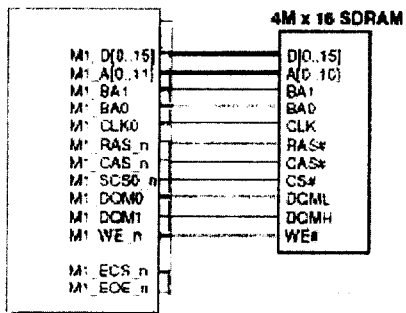 4M x 16 SDRAM
M1_D[0..15] D[0..15]
M1_A[0..11] A[0..10]
M1_BA1 BA1
M1_BA0 BA0
M1_CLK0 CLK
M1_RAS_n RAS#
M1_CAS_n CAS#
M1_SCS0_n CS#
M1_DQM0 DQML
M1_DQM1 DQMH
M1_WE_n WE#
M1_ECS_n
M1_EOE_n